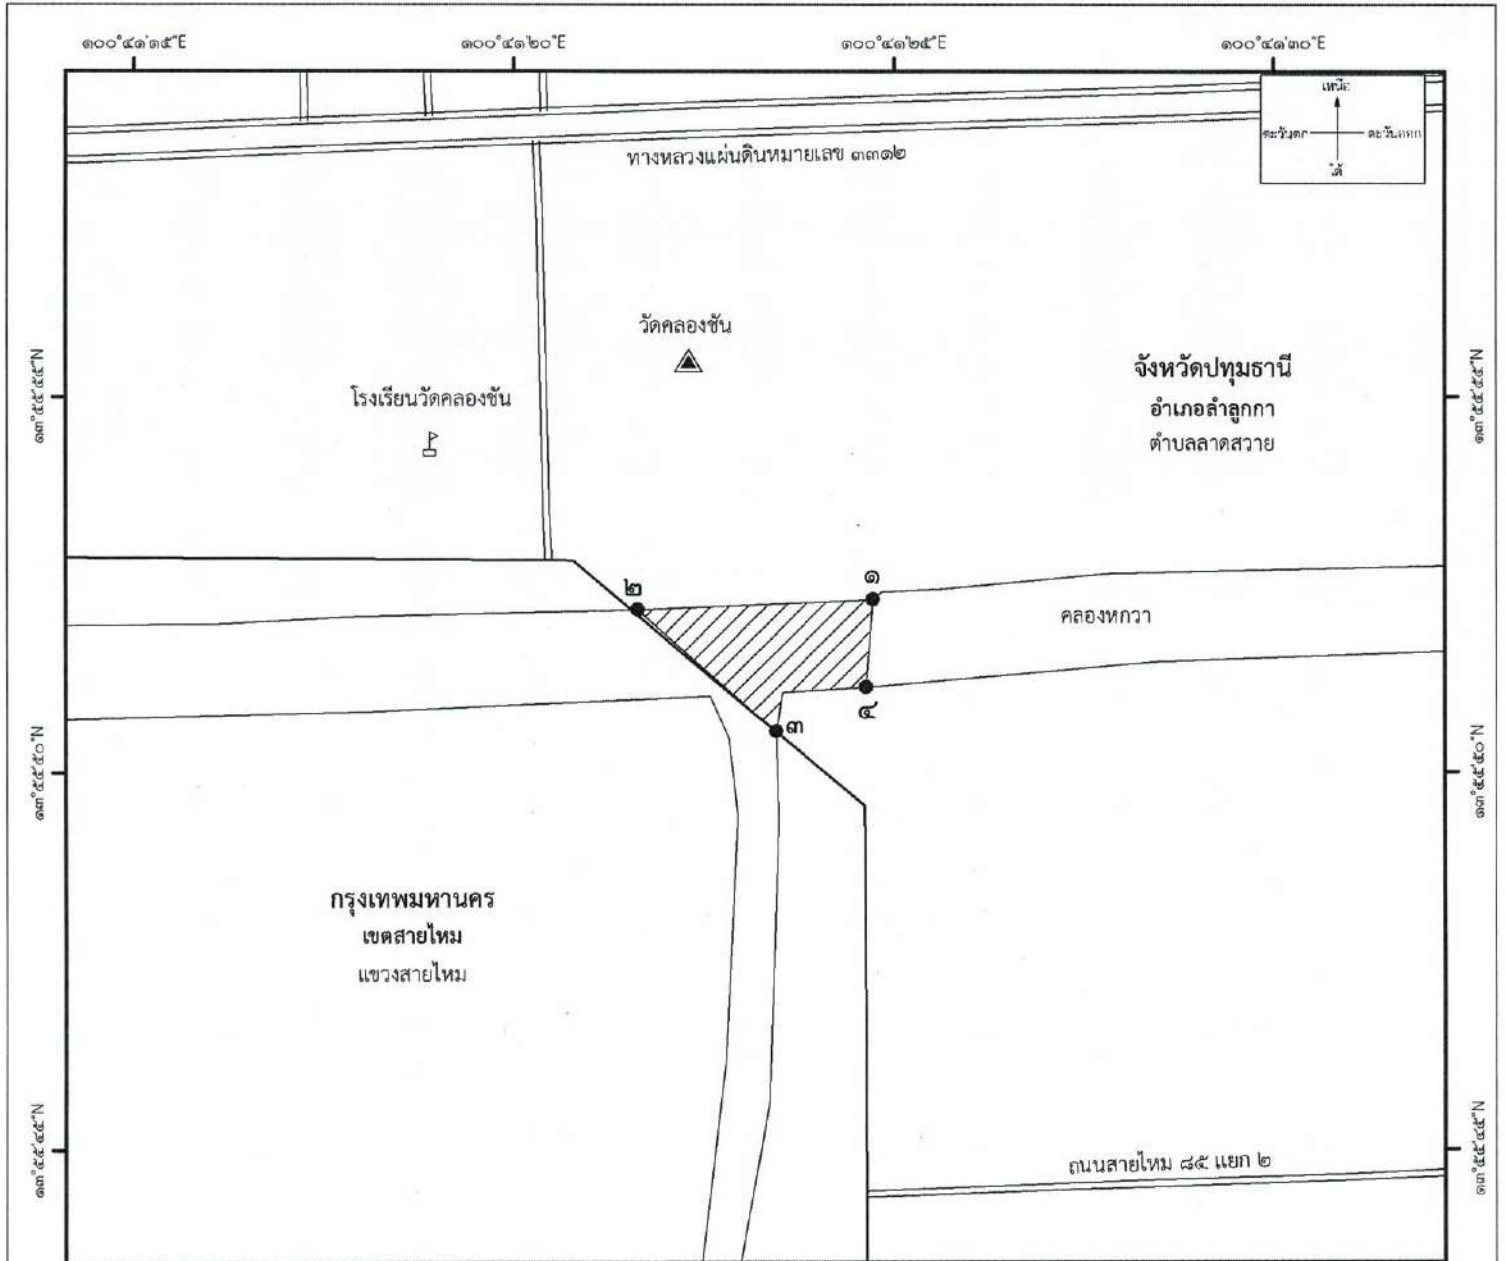 ๑๐๐°๔๑'๑๕"E
๑๐๐°๔๑'๒๐"E
๑๐๐°๔๑'๒๕"E
๑๐๐°๔๑'๓๐"E
เหนือ
ตะวันตก
ตะวันออก
ใต้
ทางหลวงแผ่นดินหมายเลข ๓๓๑๒
วัดคลองชัน
โรงเรียนวัดคลองชัน
จังหวัดปทุมธานี
อำเภอลำลูกกา
ตำบลลาดสวาย
๑๓°๕๕'๕๕"N
๑๓°๕๕'๕๕"N
๒
๑
คลองหกวา
๔
๓
๑๓°๕๕'๕๐"N
๑๓°๕๕'๕๐"N
กรุงเทพมหานคร
เขตสายไหม
แขวงสายไหม
๑๓°๕๕'๔๕"N
๑๓°๕๕'๔๕"N
ถนนสายไหม ๘๕ แยก ๒